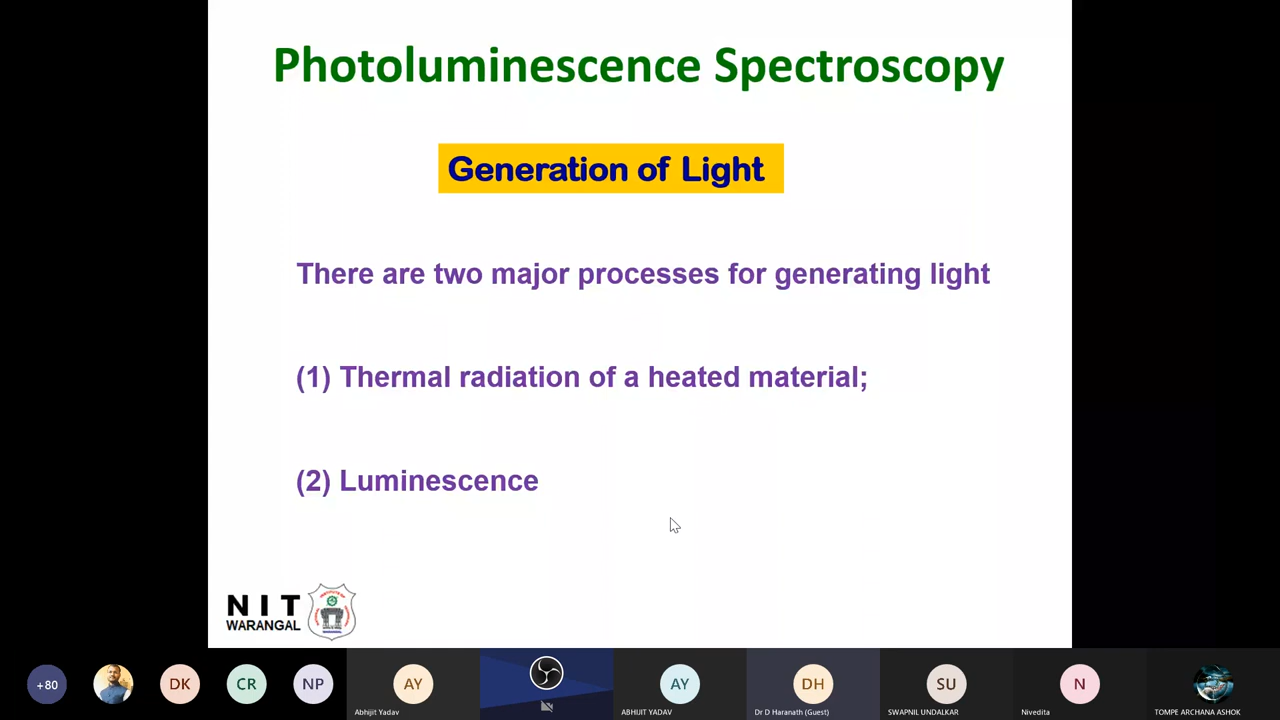 Photoluminescence Spectroscopy
Generation of Light
There are two major processes for generating light
(1) Thermal radiation of a heated material;
(2) Luminescence
N I T
WARANGAL
+80
DK
CR
NP
AY
Abhijit Yadav
AY
ABHIJIT YADAV
DH
Dr D Haranath (Guest)
SU
SWAPNIL UNDALKAR
N
Nivedita
TOMPE ARCHANA ASHOK